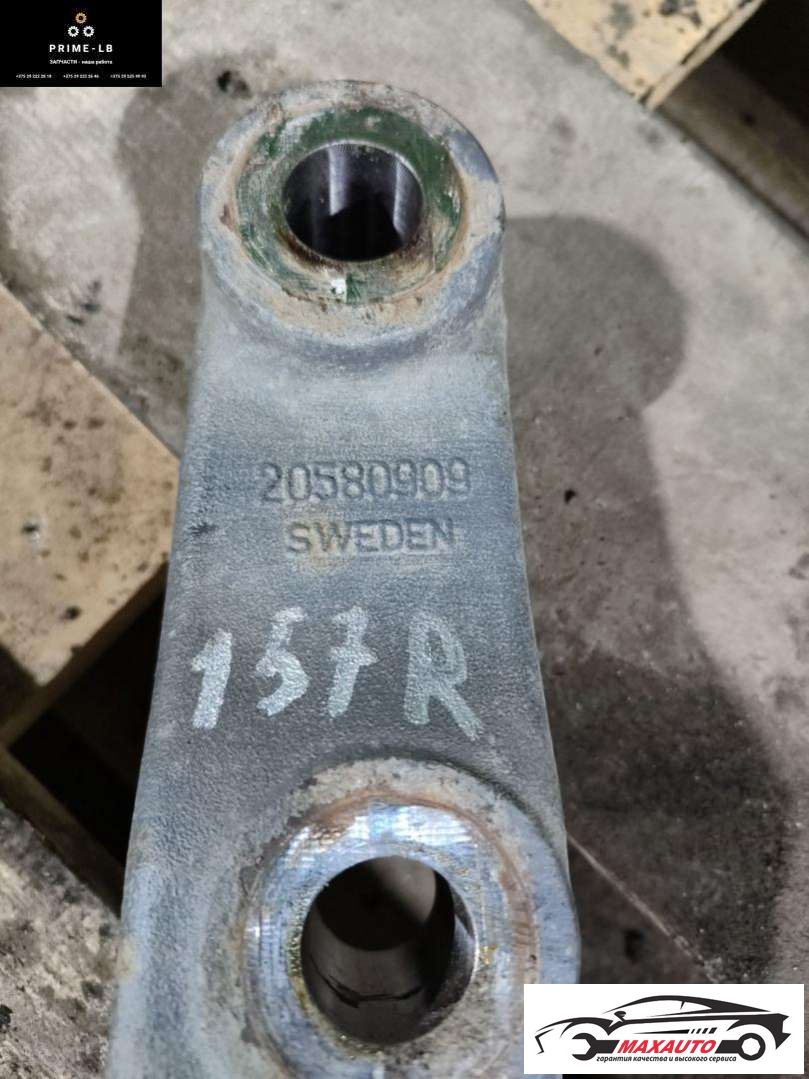 PRIME-LB
ЗАПЧАСТИ - наша работа
20580909
SWEDEN
157R
MAXAUTO
гарантия качества и высокого сервиса